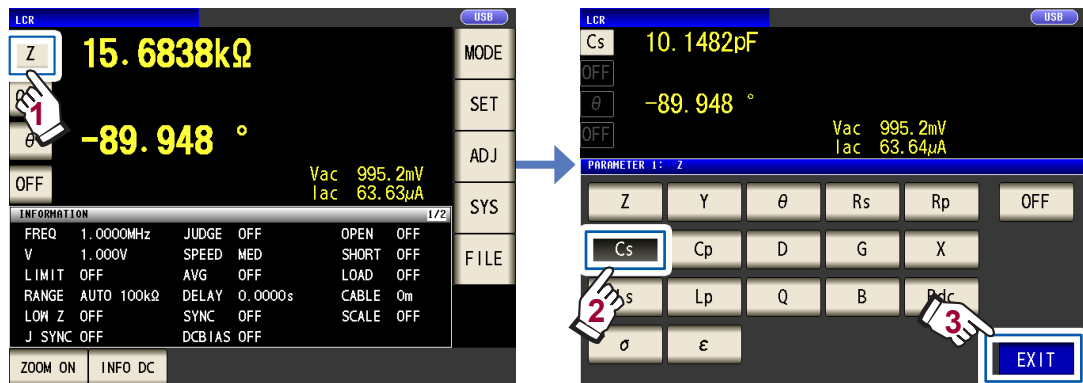 LCR USB
Z 15.6838kΩ MODE
1
SET
θ -89.948 °
ADJ
OFF Vac 995.2mV
Iac 63.63μA
SYS
INFORMATION 1/2
FREQ 1.0000MHz JUDGE OFF OPEN OFF
V 1.000V SPEED MED SHORT OFF
FILE
LIMIT OFF AVG OFF LOAD OFF
RANGE AUTO 100kΩ DELAY 0.0000s CABLE 0m
LOW Z OFF SYNC OFF SCALE OFF
J SYNC OFF DCBIAS OFF
ZOOM ON INFO DC
LCR USB
Cs 10.1482pF
OFF
θ -89.948 °
OFF Vac 995.2mV
Iac 63.64μA
PARAMETER 1: Z
Z Y θ Rs Rp OFF
Cs Cp D G X
2
Ls Lp Q B Rdc
3
σ ε
EXIT